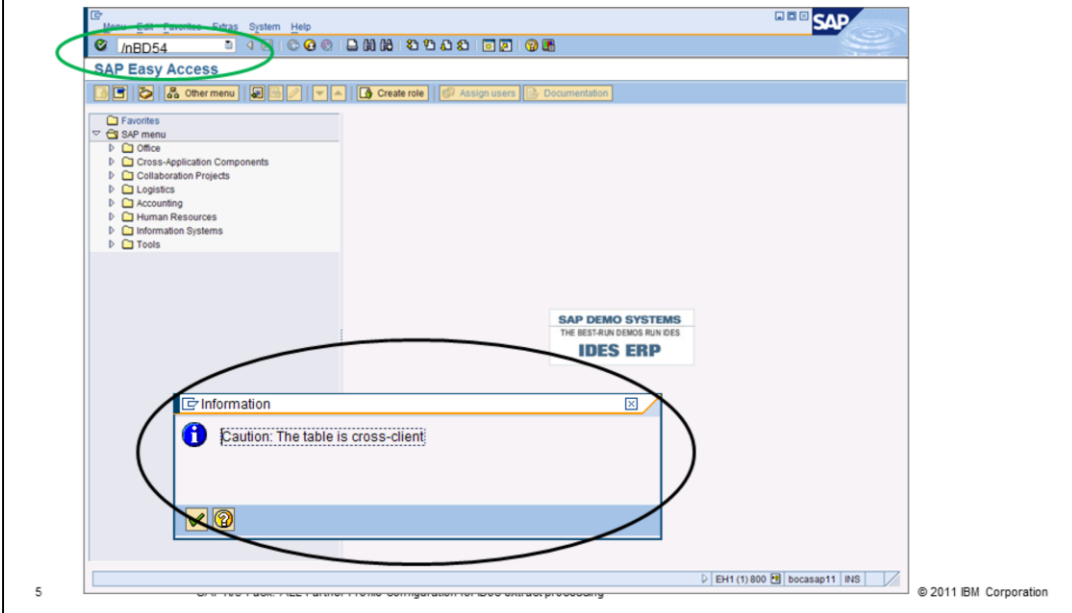 Menu Edit Favorites Extras System Help
SAP
/nBD54
SAP Easy Access
Other menu Create role Assign users Documentation
Favorites
SAP menu
Office
Cross-Application Components
Collaboration Projects
Logistics
Accounting
Human Resources
Information Systems
Tools
SAP DEMO SYSTEMS
THE BEST-RUN DEMOS RUN IDES
IDES ERP
Information
Caution: The table is cross-client
EH1 (1) 800 bocasap11 INS
5
© 2011 IBM Corporation